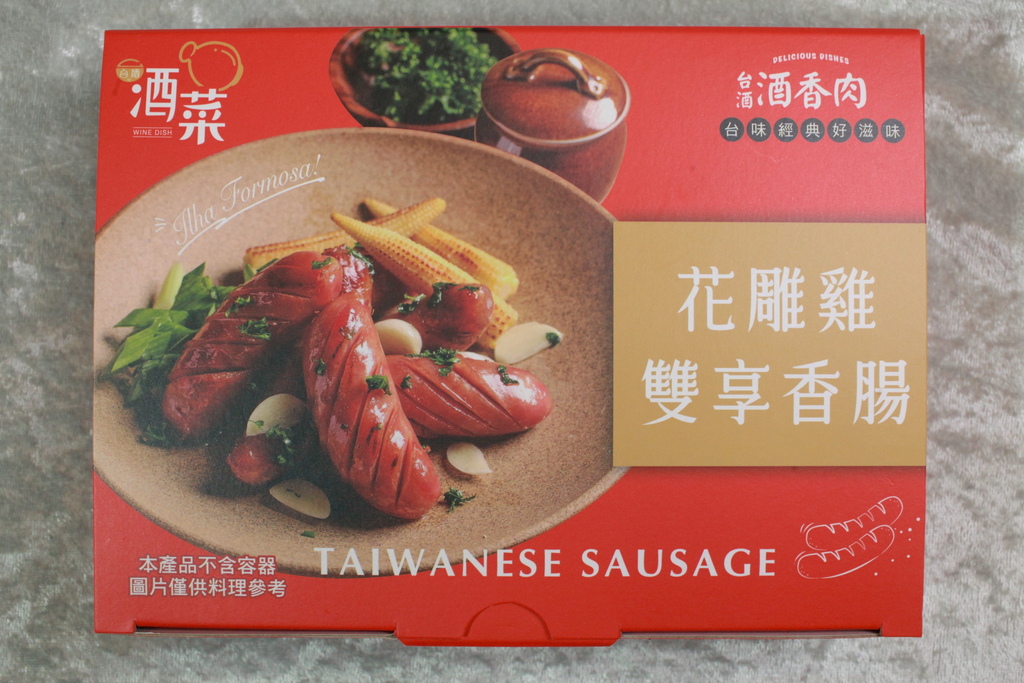 台酒
酒菜
WINE DISH
DELICIOUS DISHES
台酒 酒香肉
台味經典好滋味
Ilha Formosa!
花雕雞
雙享香腸
TAIWANESE SAUSAGE
本產品不含容器
圖片僅供料理參考